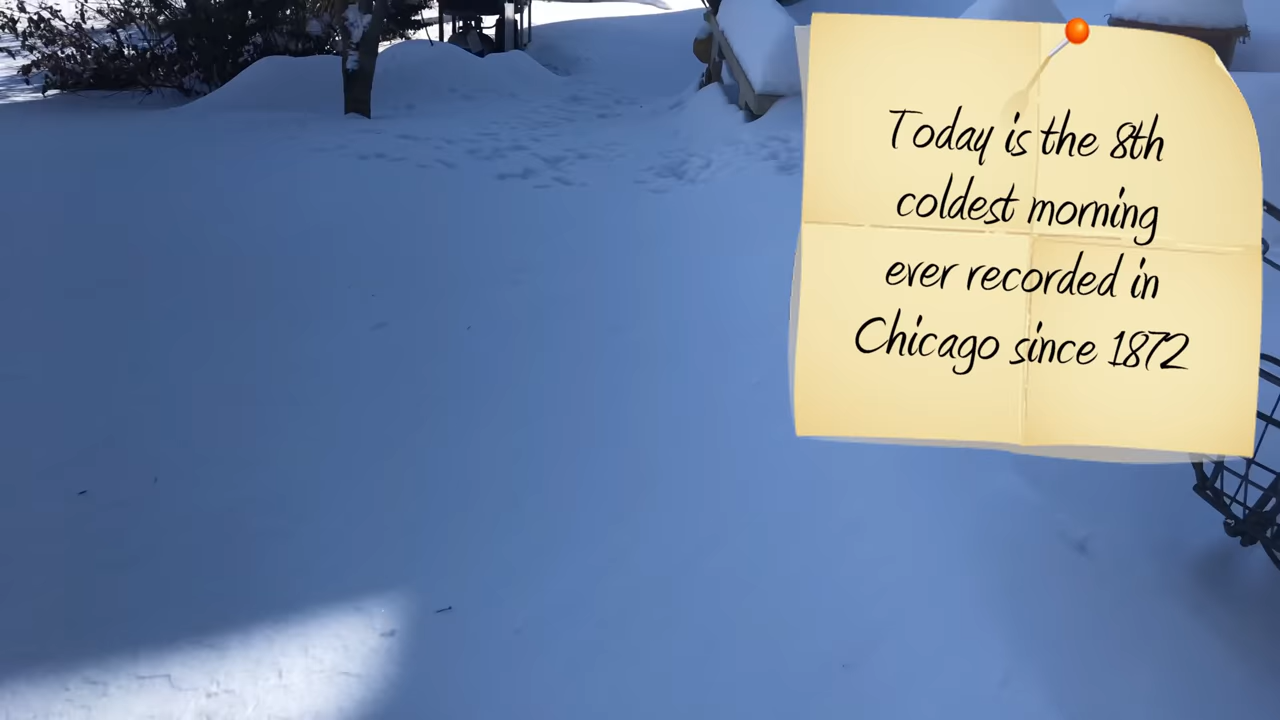 Today is the 8th
coldest morning
ever recorded in
Chicago since 1872